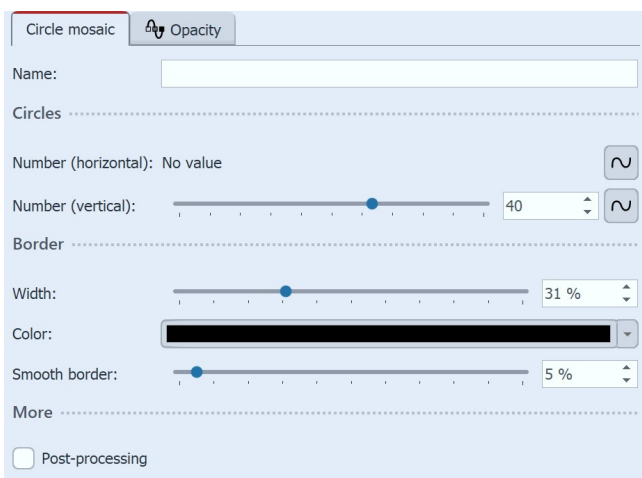 Circle mosaic Opacity
Name:
Circles
Number (horizontal): No value
Number (vertical): 40
Border
Width: 31 %
Color:
Smooth border: 5 %
More
Post-processing